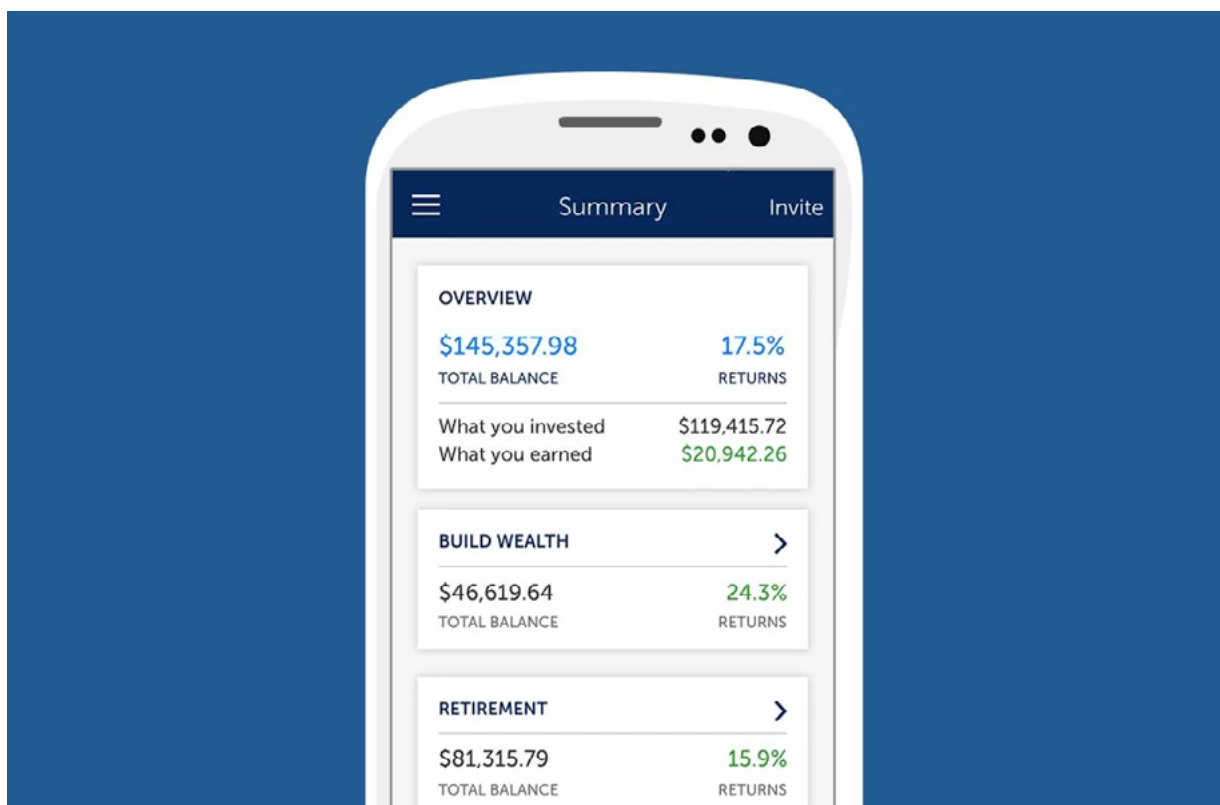 Summary Invite
OVERVIEW
$145,357.98 17.5%
TOTAL BALANCE RETURNS
What you invested $119,415.72
What you earned $20,942.26
BUILD WEALTH
$46,619.64 24.3%
TOTAL BALANCE RETURNS
RETIREMENT
$81,315.79 15.9%
TOTAL BALANCE RETURNS